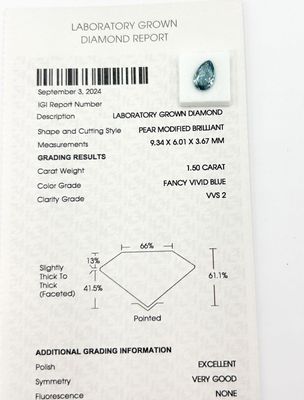 LABORATORY GROWN
DIAMOND REPORT
September 3, 2024
IGI Report Number
Description LABORATORY GROWN DIAMOND
Shape and Cutting Style PEAR MODIFIED BRILLIANT
Measurements 9.34 X 6.01 X 3.67 MM
GRADING RESULTS
Carat Weight 1.50 CARAT
Color Grade FANCY VIVID BLUE
Clarity Grade VVS 2
66%
13%
Slightly
Thick To
Thick
(Faceted)
41.5%
61.1%
Pointed
ADDITIONAL GRADING INFORMATION
Polish EXCELLENT
Symmetry VERY GOOD
Fluorescence NONE